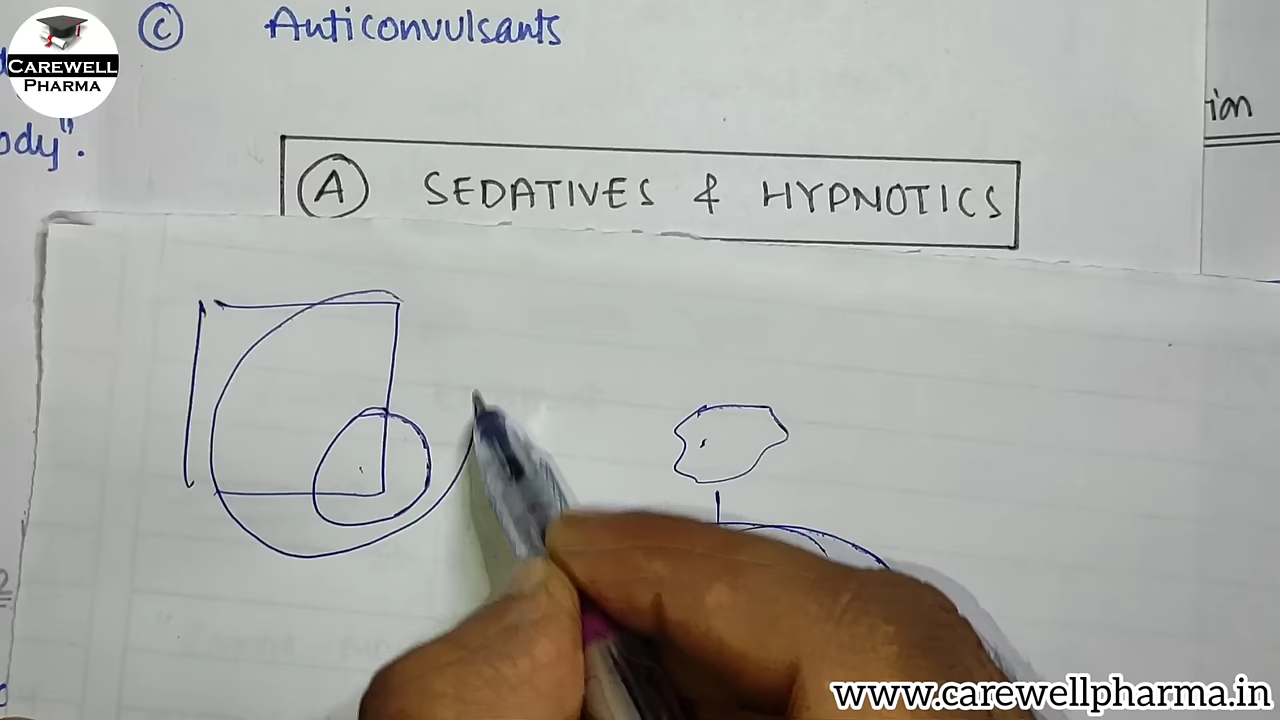 CAREWELL
PHARMA
© Anticonvulsants
ody".
ion
A SEDATIVES & HYPNOTICS
www.carewellpharma.in